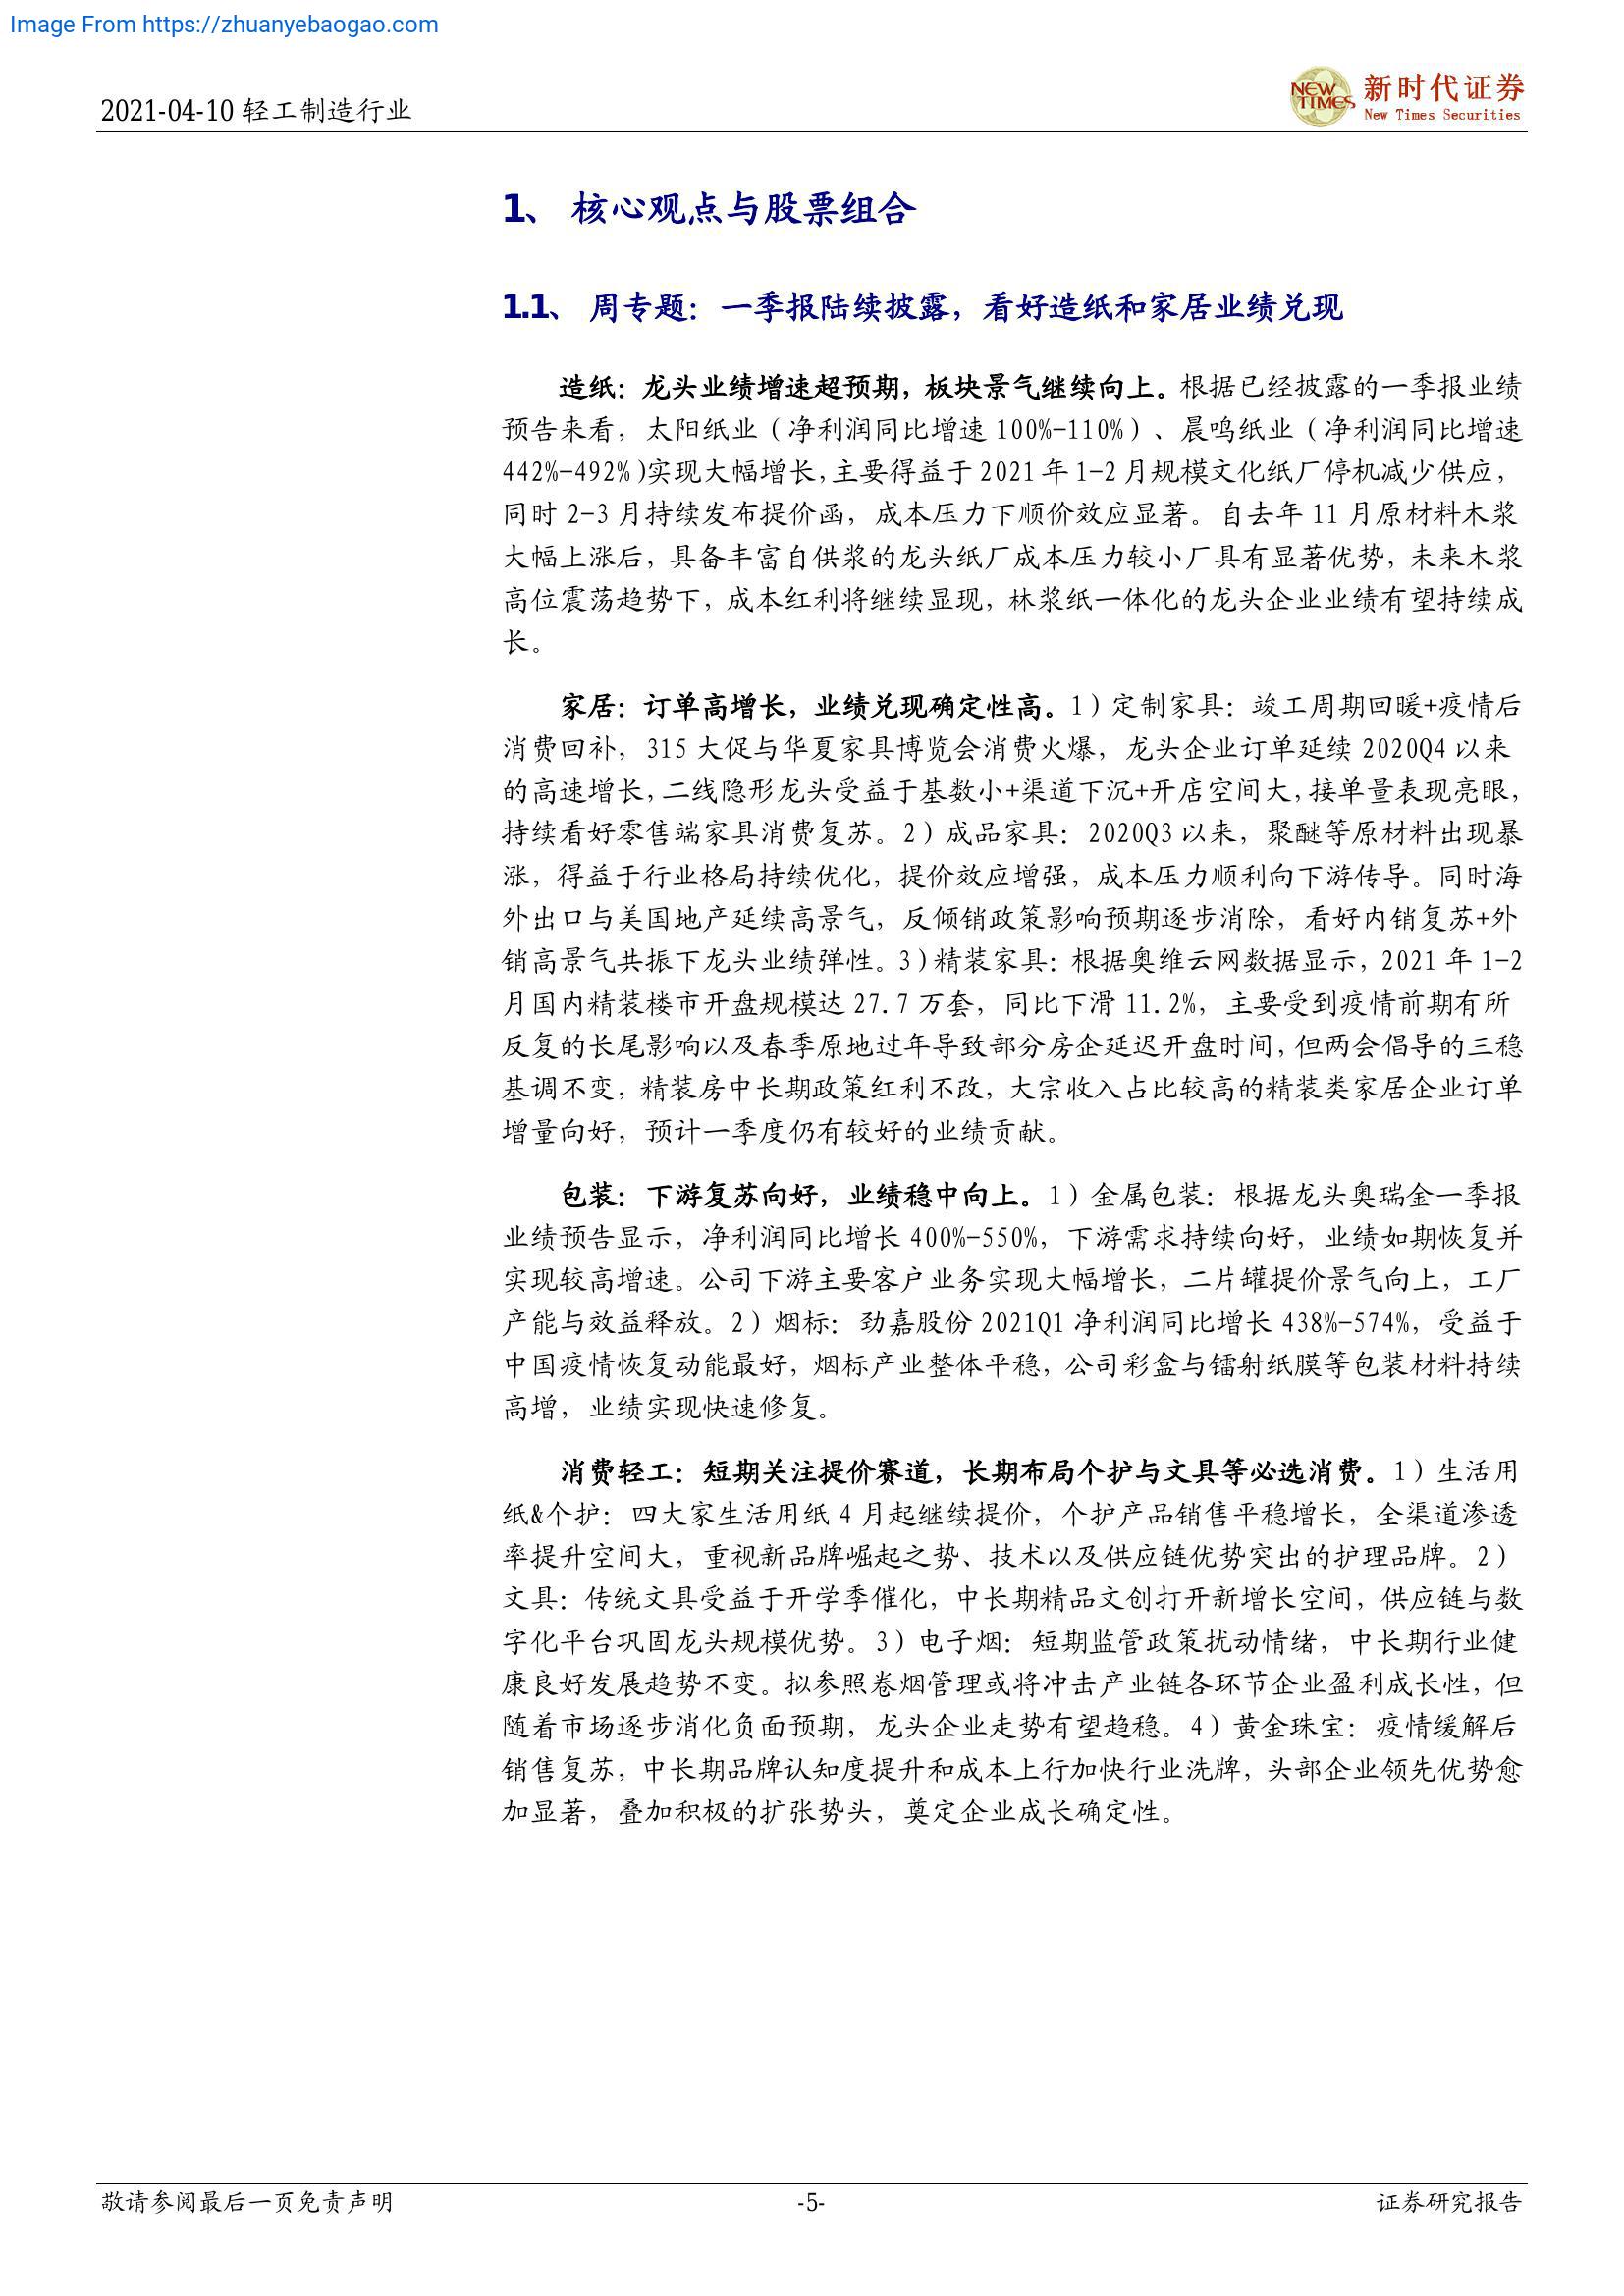 Image From https://zhuanyebaogao.com
2021-04-10 轻工制造行业
NEW TIMES
新时代证券
New Times Securities
1、 核心观点与股票组合
1.1、 周专题：一季报陆续披露，看好造纸和家居业绩兑现
造纸：龙头业绩增速超预期，板块景气继续向上。根据已经披露的一季报业绩
预告来看，太阳纸业（净利润同比增速 100%-110%）、晨鸣纸业（净利润同比增速
442%-492%)实现大幅增长，主要得益于 2021 年 1-2 月规模文化纸厂停机减少供应，
同时 2-3 月持续发布提价函，成本压力下顺价效应显著。自去年 11 月原材料木浆
大幅上涨后，具备丰富自供浆的龙头纸厂成本压力较小厂具有显著优势，未来木浆
高位震荡趋势下，成本红利将继续显现，林浆纸一体化的龙头企业业绩有望持续成
长。
家居：订单高增长，业绩兑现确定性高。1）定制家具：竣工周期回暖+疫情后
消费回补，315 大促与华夏家具博览会消费火爆，龙头企业订单延续 2020Q4 以来
的高速增长，二线隐形龙头受益于基数小+渠道下沉+开店空间大，接单量表现亮眼，
持续看好零售端家具消费复苏。2）成品家具：2020Q3 以来，聚醚等原材料出现暴
涨，得益于行业格局持续优化，提价效应增强，成本压力顺利向下游传导。同时海
外出口与美国地产延续高景气，反倾销政策影响预期逐步消除，看好内销复苏+外
销高景气共振下龙头业绩弹性。3）精装家具：根据奥维云网数据显示，2021 年 1-2
月国内精装楼市开盘规模达 27.7 万套，同比下滑 11.2%，主要受到疫情前期有所
反复的长尾影响以及春季原地过年导致部分房企延迟开盘时间，但两会倡导的三稳
基调不变，精装房中长期政策红利不改，大宗收入占比较高的精装类家居企业订单
增量向好，预计一季度仍有较好的业绩贡献。
包装：下游复苏向好，业绩稳中向上。1）金属包装：根据龙头奥瑞金一季报
业绩预告显示，净利润同比增长 400%-550%，下游需求持续向好，业绩如期恢复并
实现较高增速。公司下游主要客户业务实现大幅增长，二片罐提价景气向上，工厂
产能与效益释放。2）烟标：劲嘉股份 2021Q1 净利润同比增长 438%-574%，受益于
中国疫情恢复动能最好，烟标产业整体平稳，公司彩盒与镭射纸膜等包装材料持续
高增，业绩实现快速修复。
消费轻工：短期关注提价赛道，长期布局个护与文具等必选消费。1）生活用
纸&个护：四大家生活用纸 4 月起继续提价，个护产品销售平稳增长，全渠道渗透
率提升空间大，重视新品牌崛起之势、技术以及供应链优势突出的护理品牌。2）
文具：传统文具受益于开学季催化，中长期精品文创打开新增长空间，供应链与数
字化平台巩固龙头规模优势。3）电子烟：短期监管政策扰动情绪，中长期行业健
康良好发展趋势不变。拟参照卷烟管理或将冲击产业链各环节企业盈利成长性，但
随着市场逐步消化负面预期，龙头企业走势有望趋稳。4）黄金珠宝：疫情缓解后
销售复苏，中长期品牌认知度提升和成本上行加快行业洗牌，头部企业领先优势愈
加显著，叠加积极的扩张势头，奠定企业成长确定性。
敬请参阅最后一页免责声明
-5-
证券研究报告